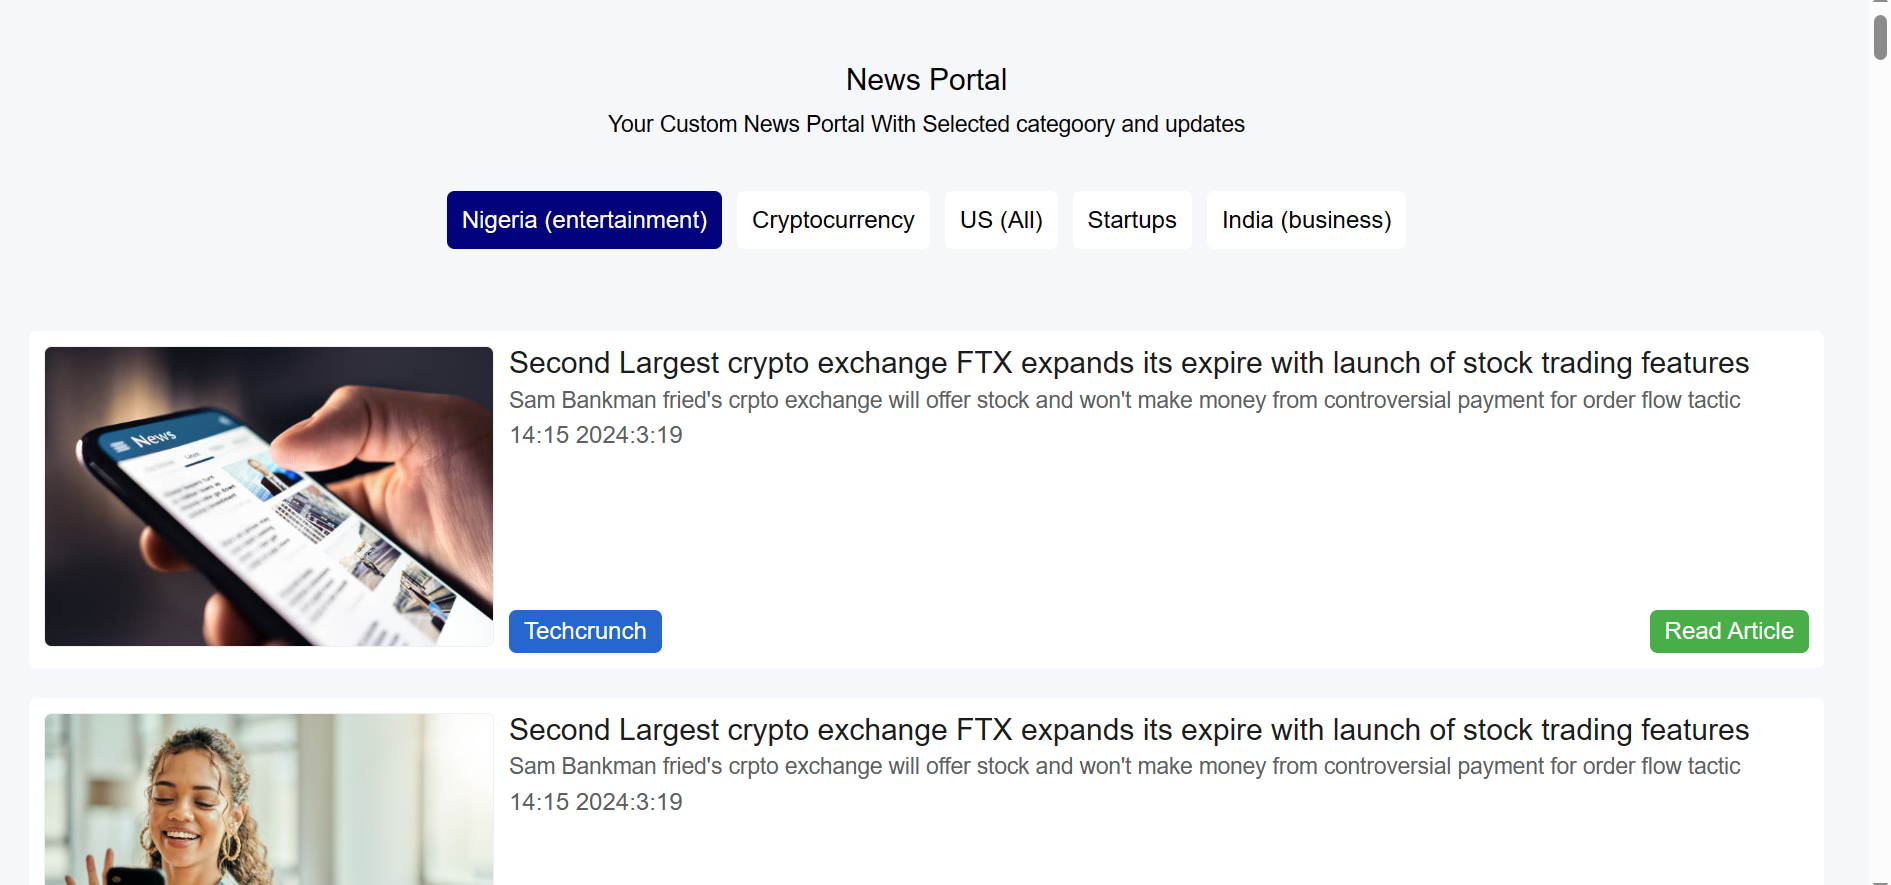 News Portal
Your Custom News Portal With Selected categoory and updates
Nigeria (entertainment) Cryptocurrency US (All) Startups India (business)
Second Largest crypto exchange FTX expands its expire with launch of stock trading features
Sam Bankman fried's crpto exchange will offer stock and won't make money from controversial payment for order flow tactic
14:15 2024:3:19
News
Latest
Techcrunch Read Article
Second Largest crypto exchange FTX expands its expire with launch of stock trading features
Sam Bankman fried's crpto exchange will offer stock and won't make money from controversial payment for order flow tactic
14:15 2024:3:19